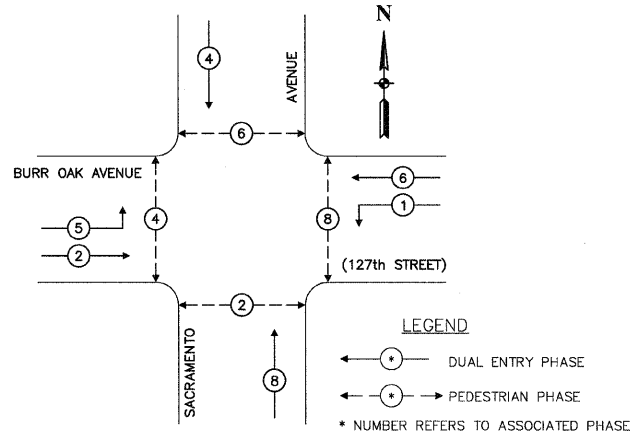 N
4
AVENUE
6
BURR OAK AVENUE
6
5
4
8
1
2
(127th STREET)
2
SACRAMENTO
8
LEGEND
* DUAL ENTRY PHASE
* PEDESTRIAN PHASE
* NUMBER REFERS TO ASSOCIATED PHASE